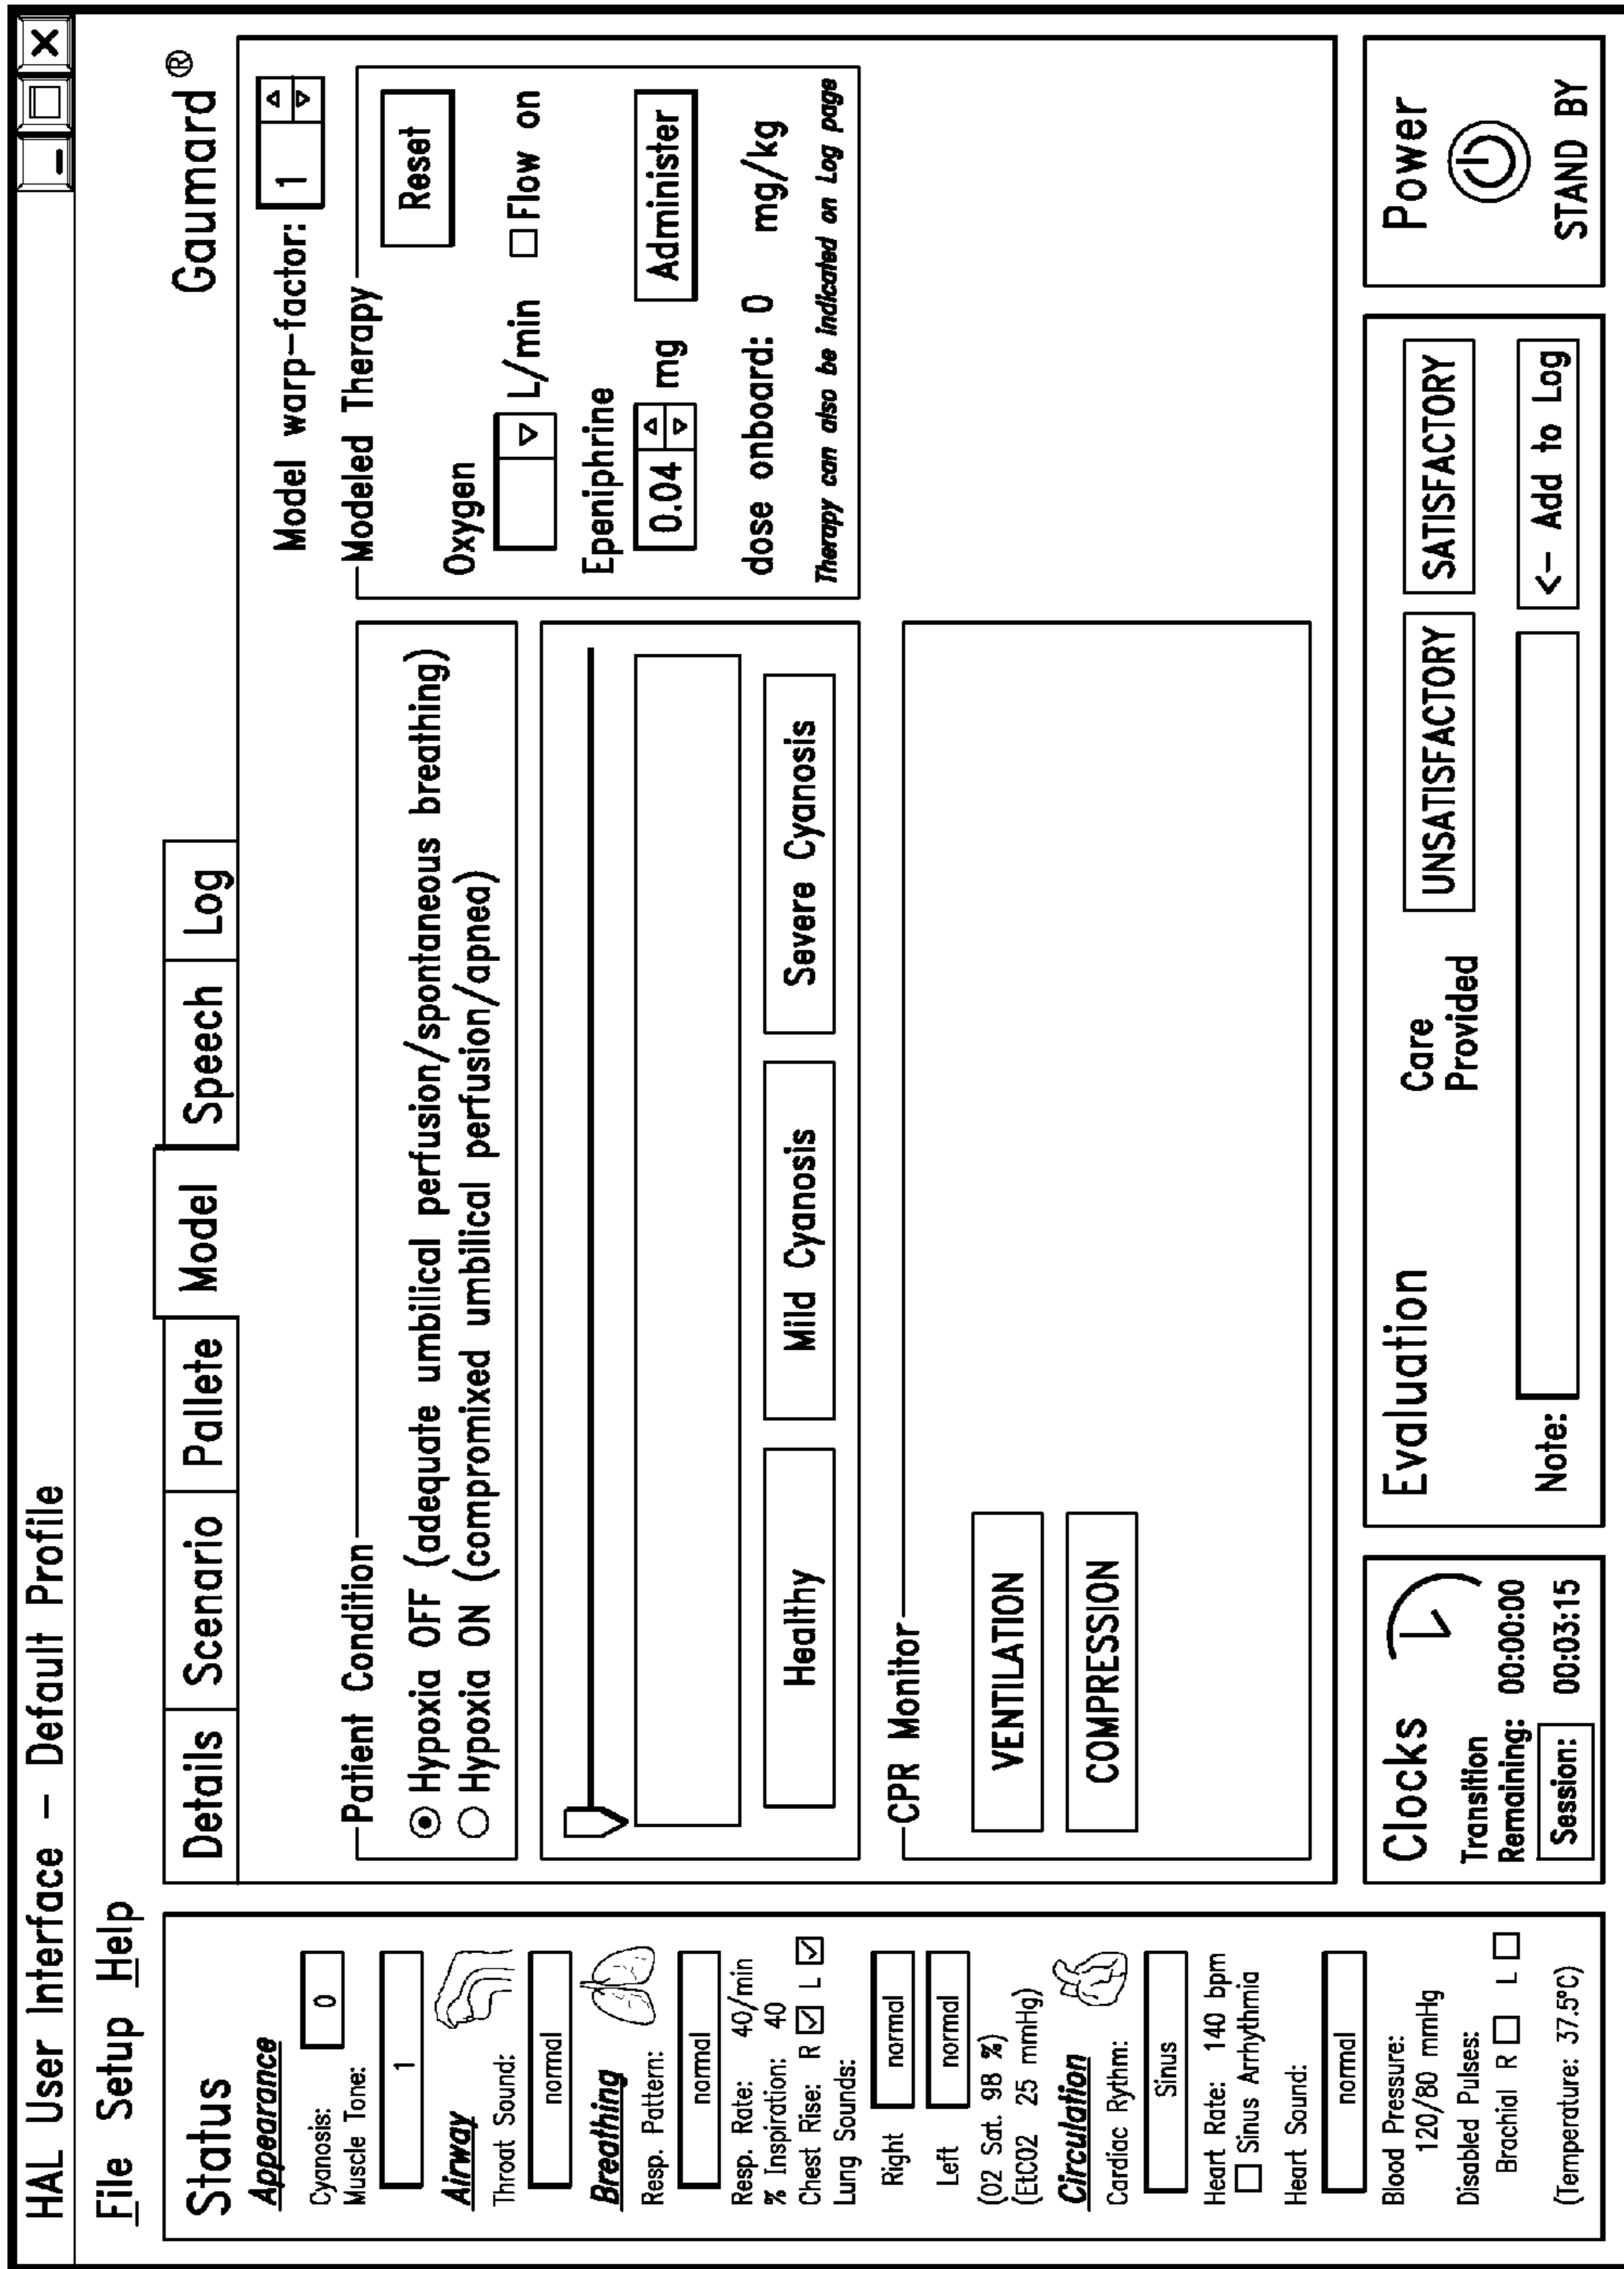 HAL User Interface - Default Profile
File Setup Help
Gaumard®
Status
Appearance
Cyanosis: 0
Muscle Tone:
1
Airway
Throat Sound:
normal
Breathing
Resp. Pattern:
normal
Resp. Rate: 40/min
% Inspiration: 40
Chest Rise: R L
Lung Sounds:
Right normal
Left normal
(O2 Sat. 98 %)
(EtCO2 25 mmHg)
Circulation
Cardiac Rythm:
Sinus
Heart Rate: 140 bpm
Sinus Arrhythmia
Heart Sound:
normal
Blood Pressure:
120/80 mmHg
Disabled Pulses:
Brachial R L
(Temperature: 37.5ºC)
Details Scenario Pallete Model Speech Log
Model warp-factor: 1
Patient Condition
Hypoxia OFF (adequate umbilical perfusion/spontaneous breathing)
Hypoxia ON (compromixed umbilical perfusion/apnea)
Healthy Mild Cyanosis Severe Cyanosis
Modeled Therapy
Reset
Oxygen
L/min Flow on
Epeniphrine
0.04 mg Administer
dose onboard: 0 mg/kg
Therapy can also be indicated on Log page
CPR Monitor
VENTILATION
COMPRESSION
Clocks
Transition
Remaining: 00:00:00
Session: 00:03:15
Evaluation
Care
Provided
UNSATISFACTORY SATISFACTORY
Note: <- Add to Log
Power
STAND BY